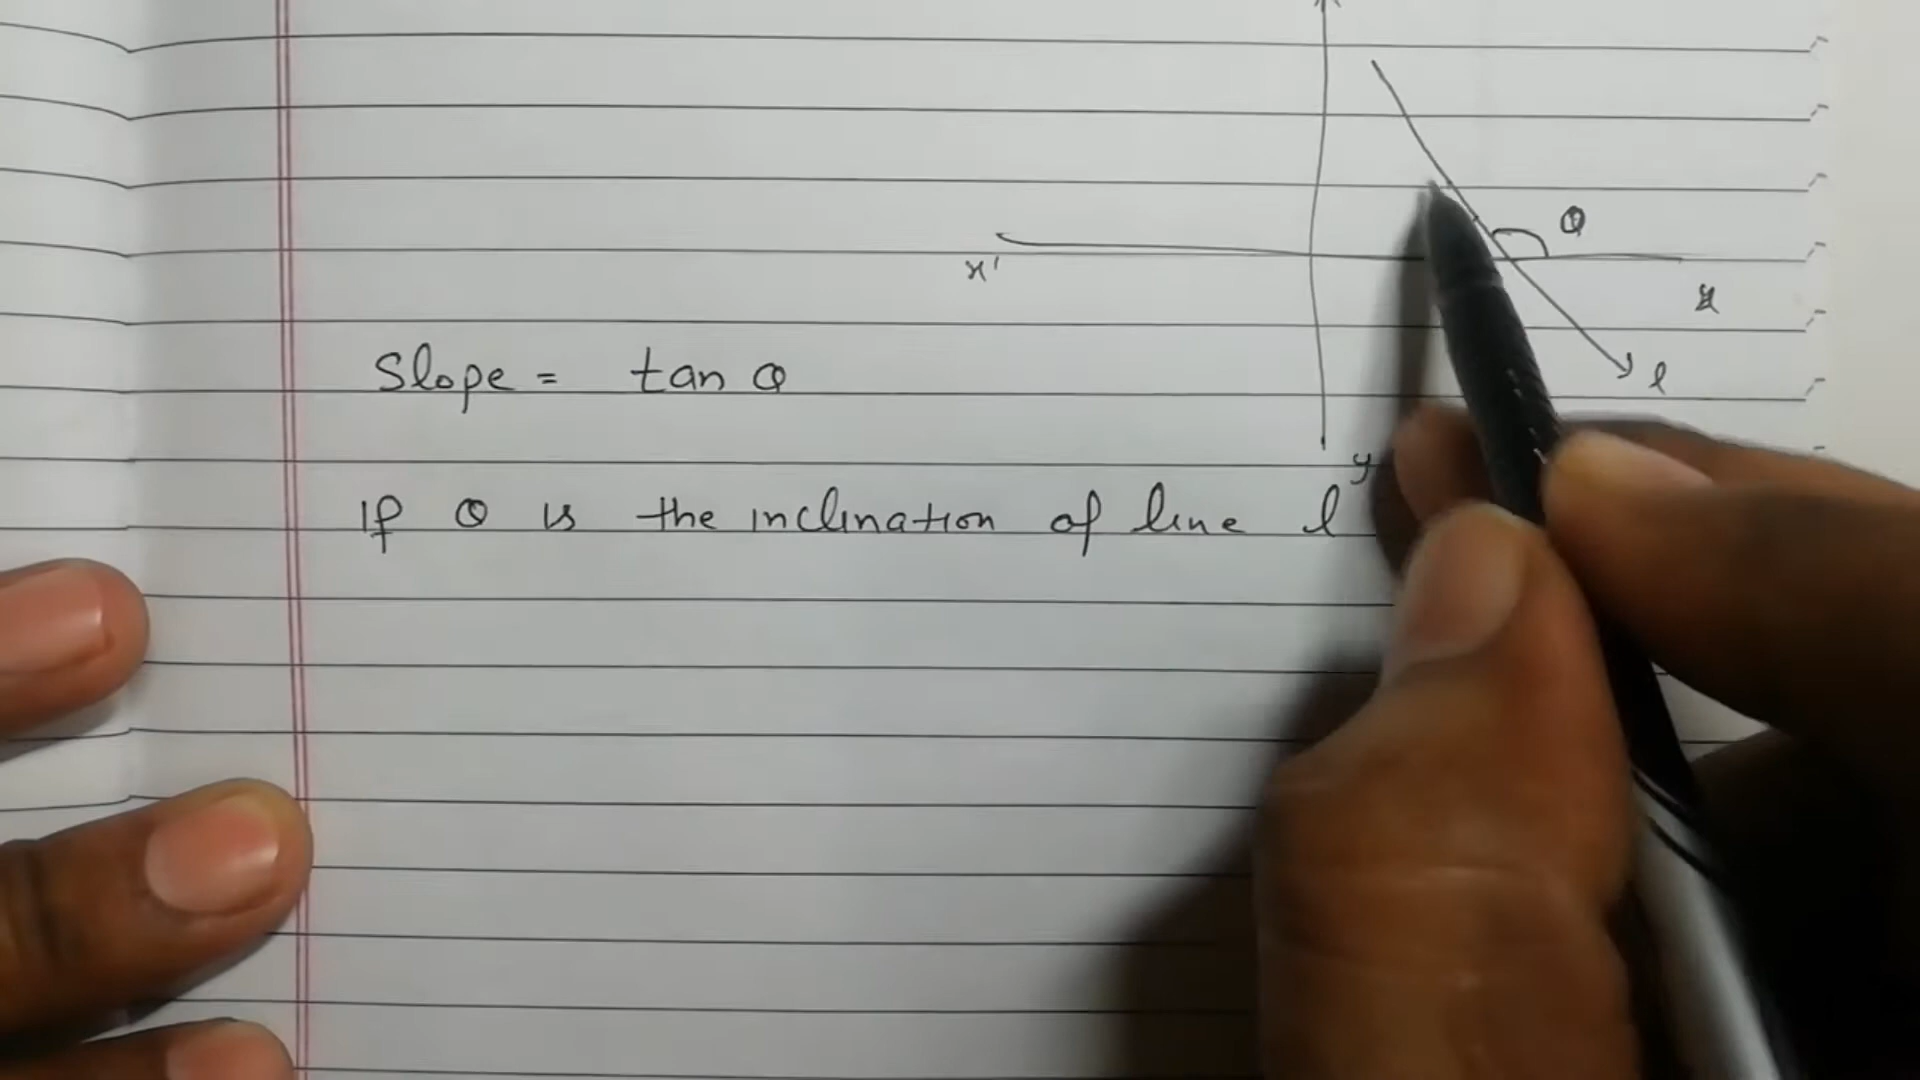 θ
x'
x
l
Slope = tan θ
y
If θ is the inclination of line l